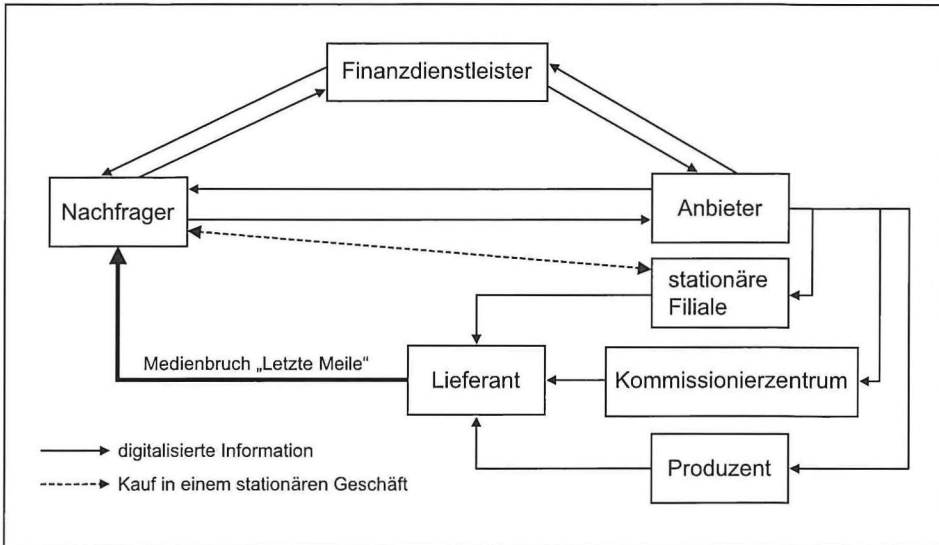 Finanzdienstleister
Nachfrager
Anbieter
stationäre
Filiale
Medienbruch „Letzte Meile“
Lieferant
Kommissionierzentrum
digitalisierte Information
Produzent
Kauf in einem stationären Geschäft